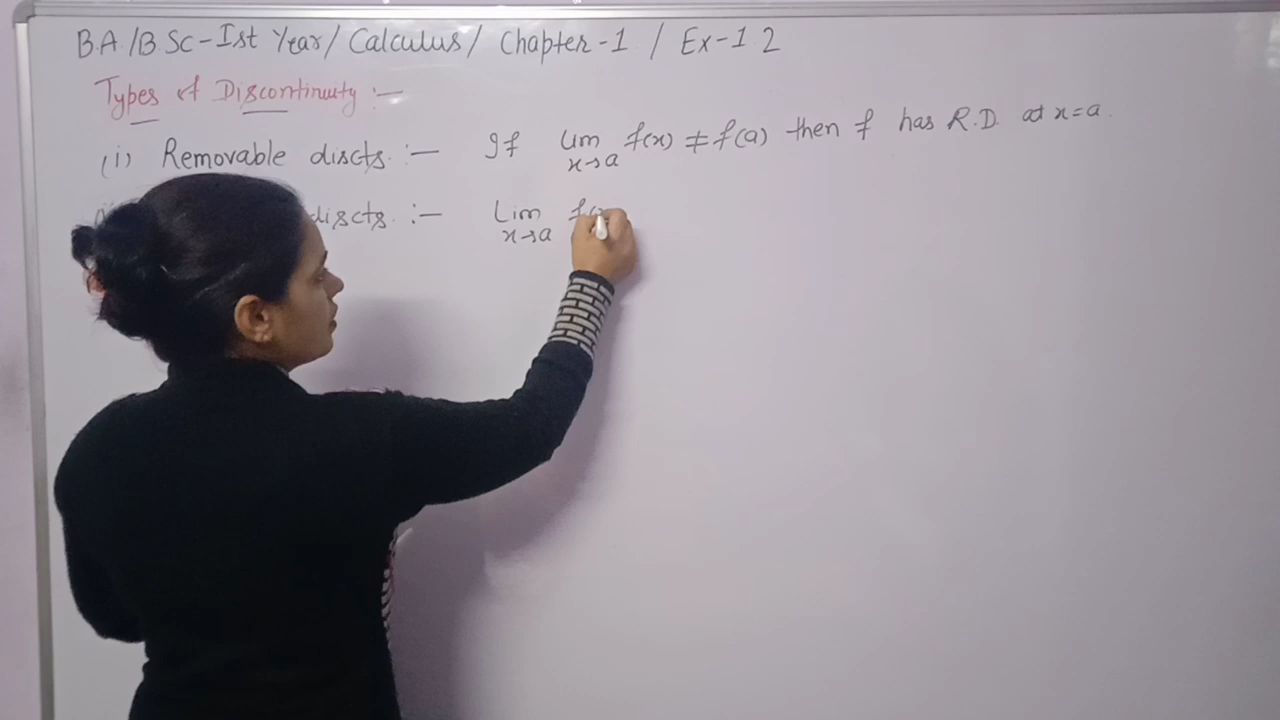 B.A./B Sc-Ist Year/ Calculus/ Chapter-1 / Ex-1 2
Types of Discontinuity :-
(i) Removable discts. :- If Lim x→a f(x) ≠ f(a) then f has R.D. at x=a.
discts. :- Lim x→a f(x